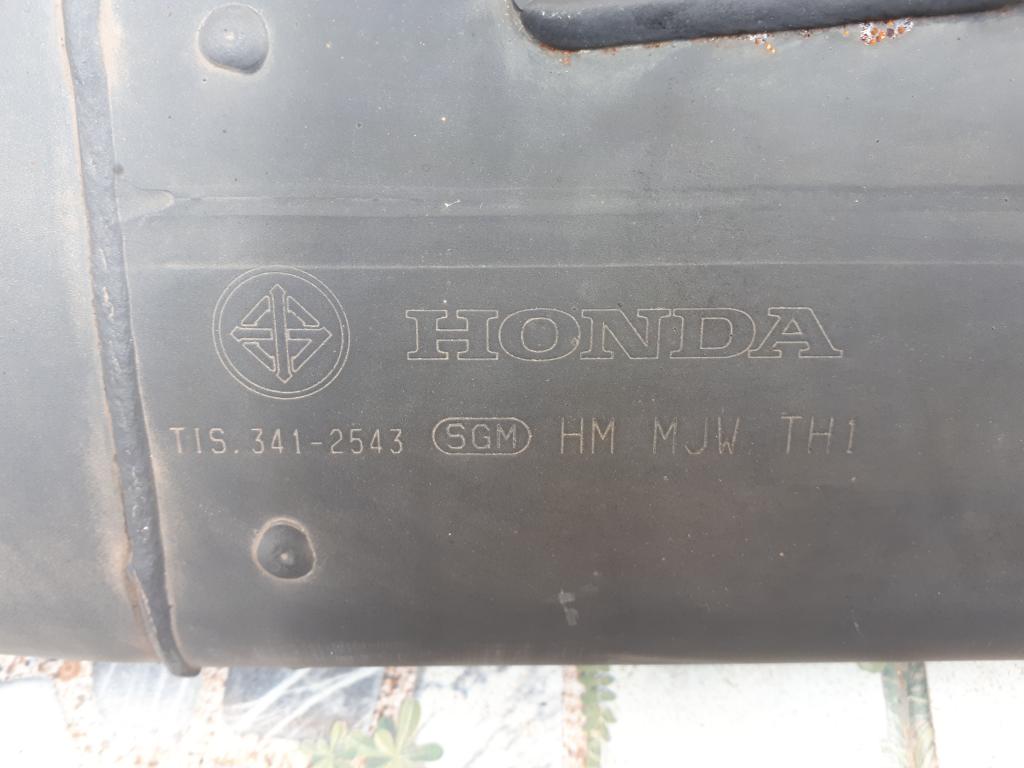 HONDA
TIS. 341-2543 SGM HM MJW TH1